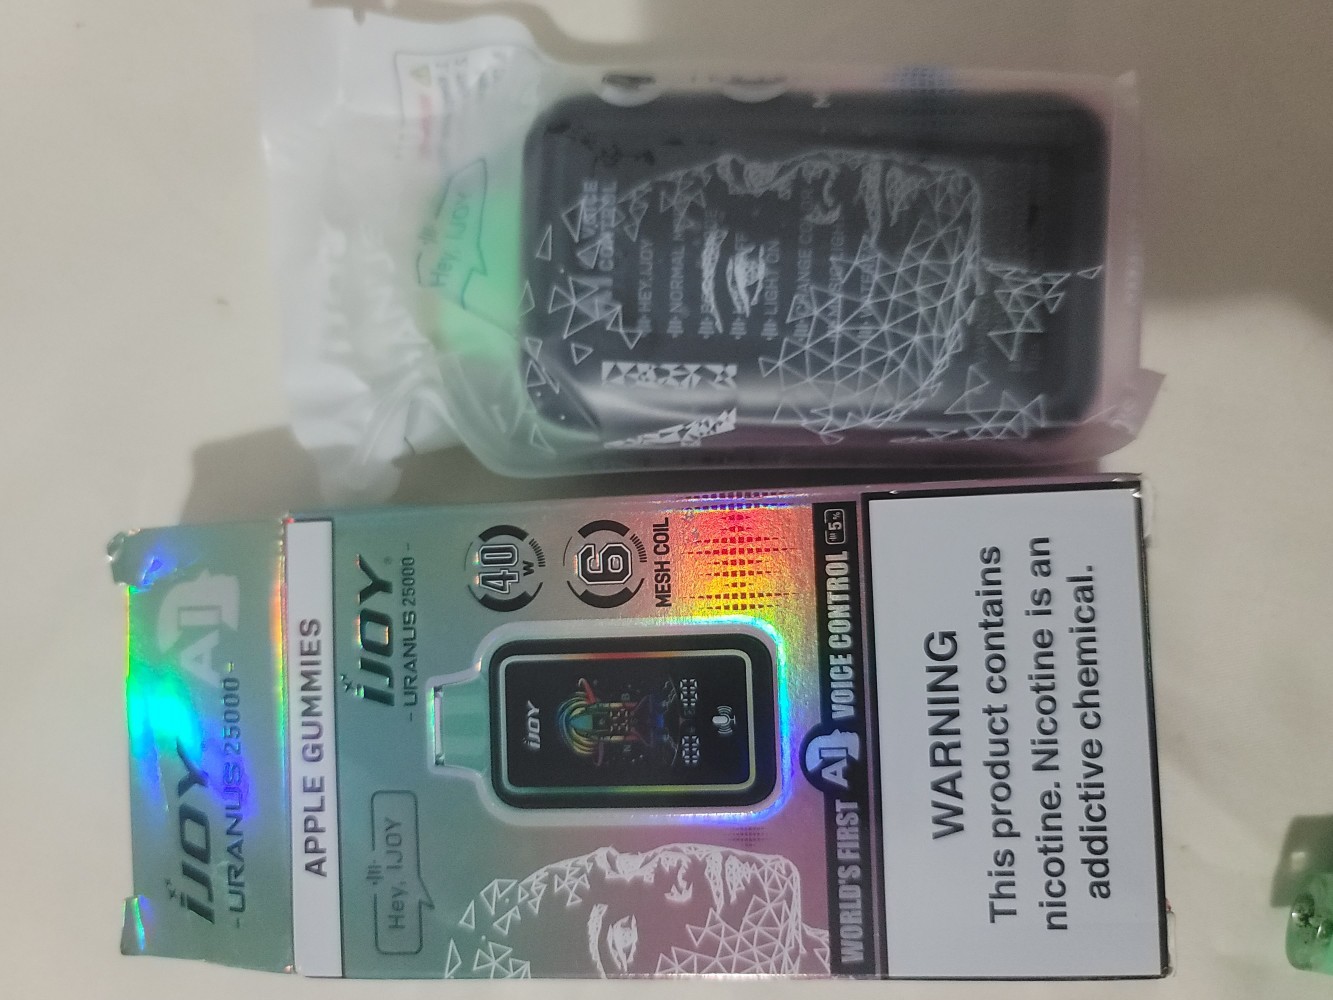 iJOY
- URANUS 25000 -
AI
APPLE GUMMIES
iJOY
- URANUS 25000 -
Hey, IJOY
40
W
6
MESH COIL
iJOY
WORLD'S FIRST AI VOICE CONTROL 5%
WARNING
This product contains
nicotine. Nicotine is an
addictive chemical.
Hey, IJOY
AI VOICE
CONTROL
HEY,IJOY
NORMAL
LIGHT ON